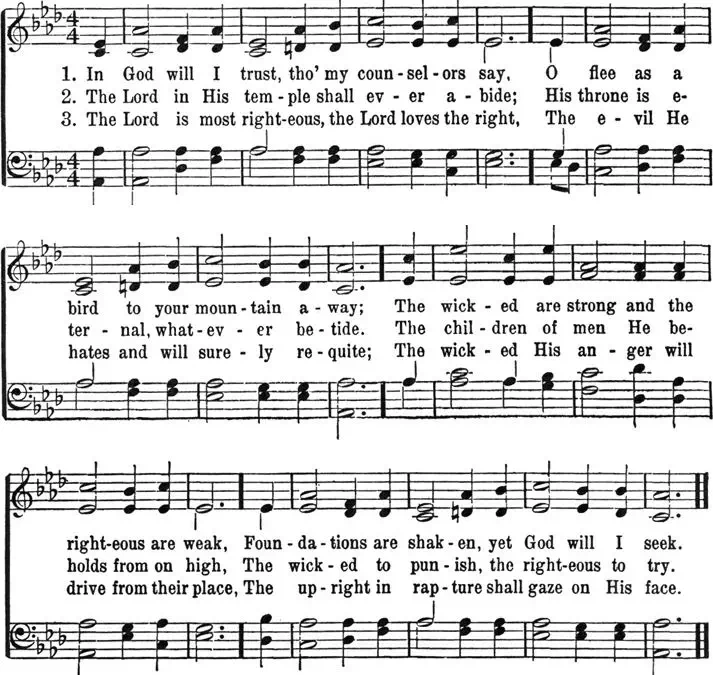 4
4
1. In God will I trust, tho' my coun - sel - ors say, O flee as a
2. The Lord in His tem - ple shall ev - er a - bide; His throne is e-
3. The Lord is most right-eous, the Lord loves the right, The e - vil He
4
4
bird to your moun - tain a - way; The wick - ed are strong and the
ter - nal, what - ev - er be - tide. The chil - dren of men He be-
hates and will sure - ly re - quite; The wick - ed His an - ger will
right-eous are weak, Foun - da - tions are shak - en, yet God will I seek.
holds from on high, The wick - ed to pun - ish, the right-eous to try.
drive from their place, The up - right in rap - ture shall gaze on His face.